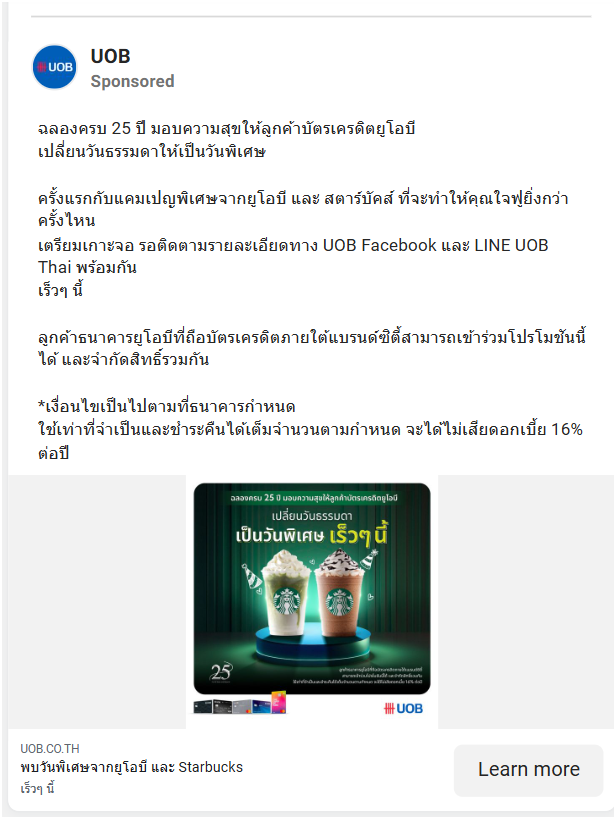 UOB
UOB
Sponsored
ฉลองครบ 25 ปี มอบความสุขให้ลูกค้าบัตรเครดิตยูโอบี
เปลี่ยนวันธรรมดาให้เป็นวันพิเศษ
ครั้งแรกกับแคมเปญพิเศษจากยูโอบี และ สตาร์บัคส์ ที่จะทำให้คุณใจฟูยิ่งกว่า
ครั้งไหน
เตรียมเกาะจอ รอติดตามรายละเอียดทาง UOB Facebook และ LINE UOB
Thai พร้อมกัน
เร็วๆ นี้
ลูกค้าธนาคารยูโอบีที่ถือบัตรเครดิตภายใต้แบรนด์ซิตี้สามารถเข้าร่วมโปรโมชันนี้
ได้ และจำกัดสิทธิ์รวมกัน
*เงื่อนไขเป็นไปตามที่ธนาคารกำหนด
ใช้เท่าที่จำเป็นและชำระคืนได้เต็มจำนวนตามกำหนด จะได้ไม่เสียดอกเบี้ย 16%
ต่อปี
ฉลองครบ 25 ปี มอบความสุขให้ลูกค้าบัตรเครดิตยูโอบี
เปลี่ยนวันธรรมดา
เป็นวันพิเศษ เร็วๆ นี้
25
UOB
UOB.CO.TH
พบวันพิเศษจากยูโอบี และ Starbucks
เร็วๆ นี้
Learn more